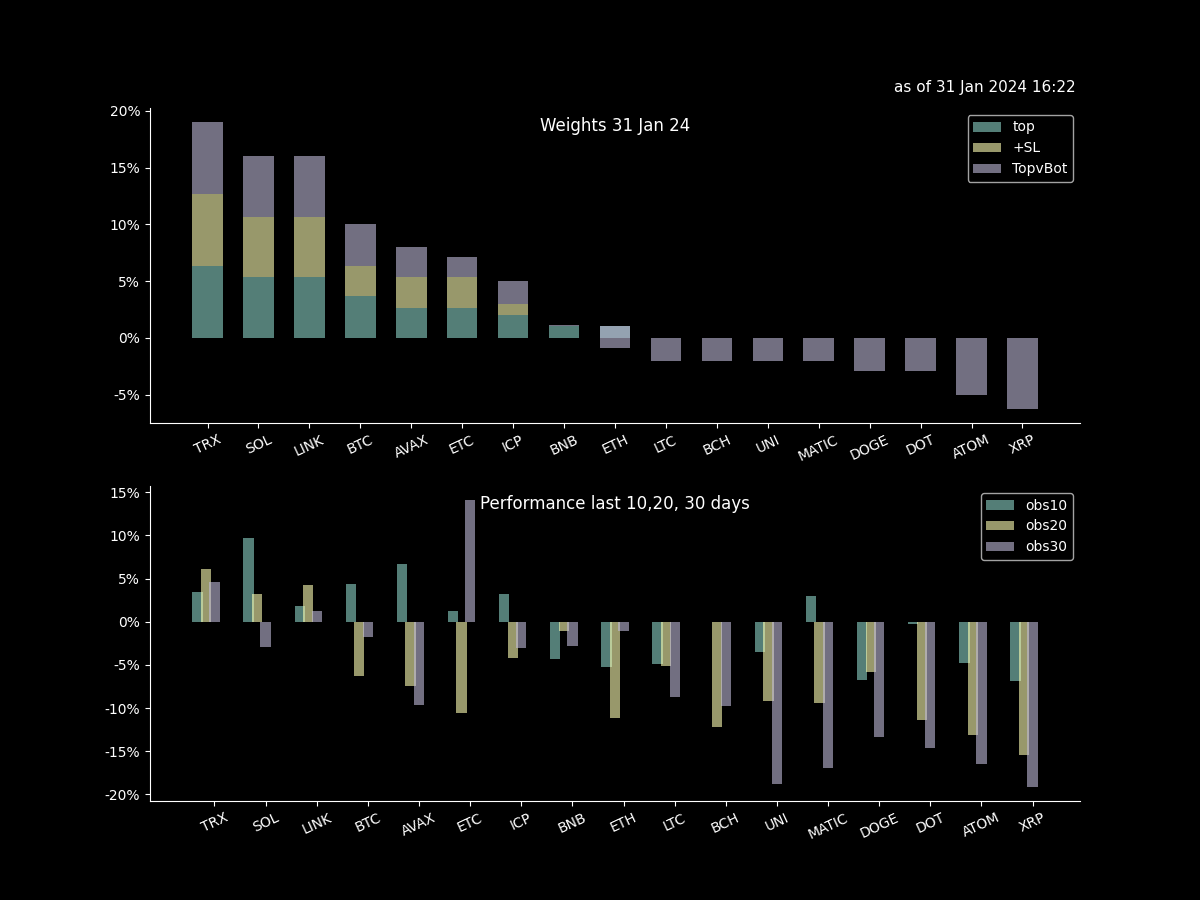 as of 31 Jan 2024 16:22
Weights 31 Jan 24
top
+SL
TopvBot
20%
15%
10%
5%
0%
-5%
TRX SOL LINK BTC AVAX ETC ICP BNB ETH LTC BCH UNI MATIC DOGE DOT ATOM XRP
Performance last 10,20, 30 days
obs10
obs20
obs30
15%
10%
5%
0%
-5%
-10%
-15%
-20%
TRX SOL LINK BTC AVAX ETC ICP BNB ETH LTC BCH UNI MATIC DOGE DOT ATOM XRP